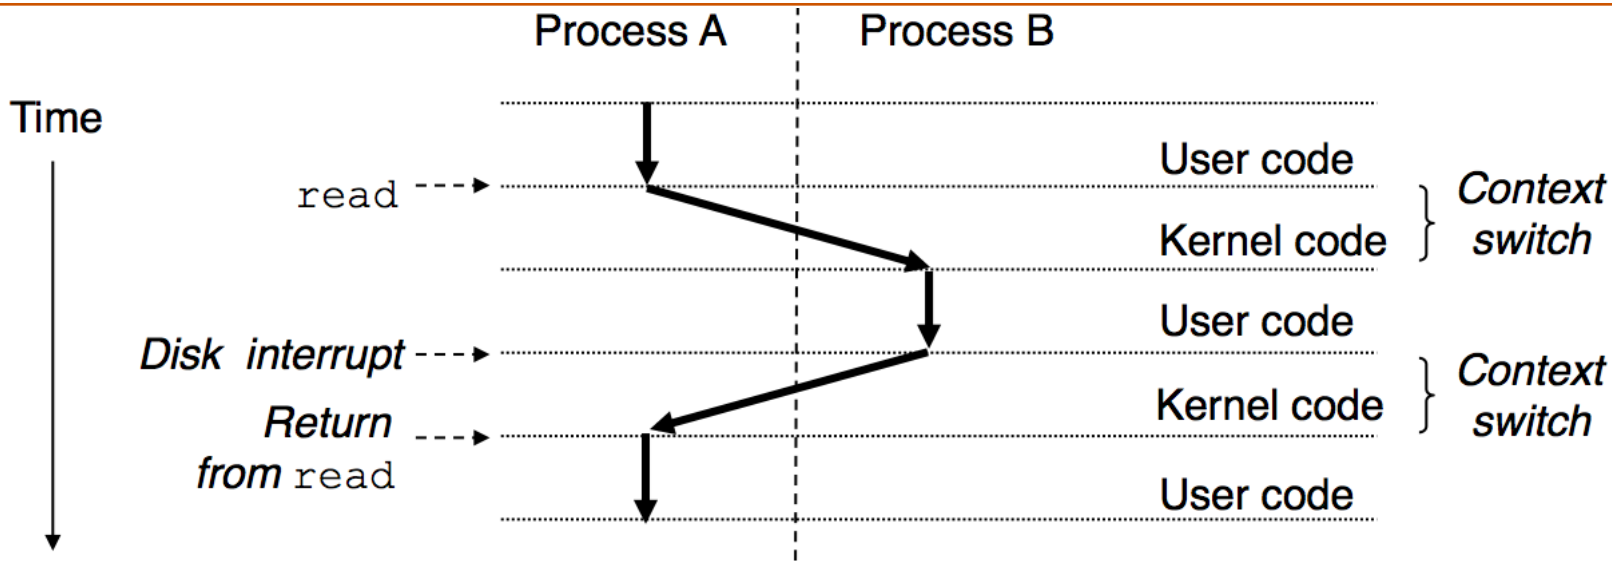 Process A
Process B
Time
User code
read
Context
switch
Kernel code
User code
Disk interrupt
Context
switch
Kernel code
Return
from read
User code